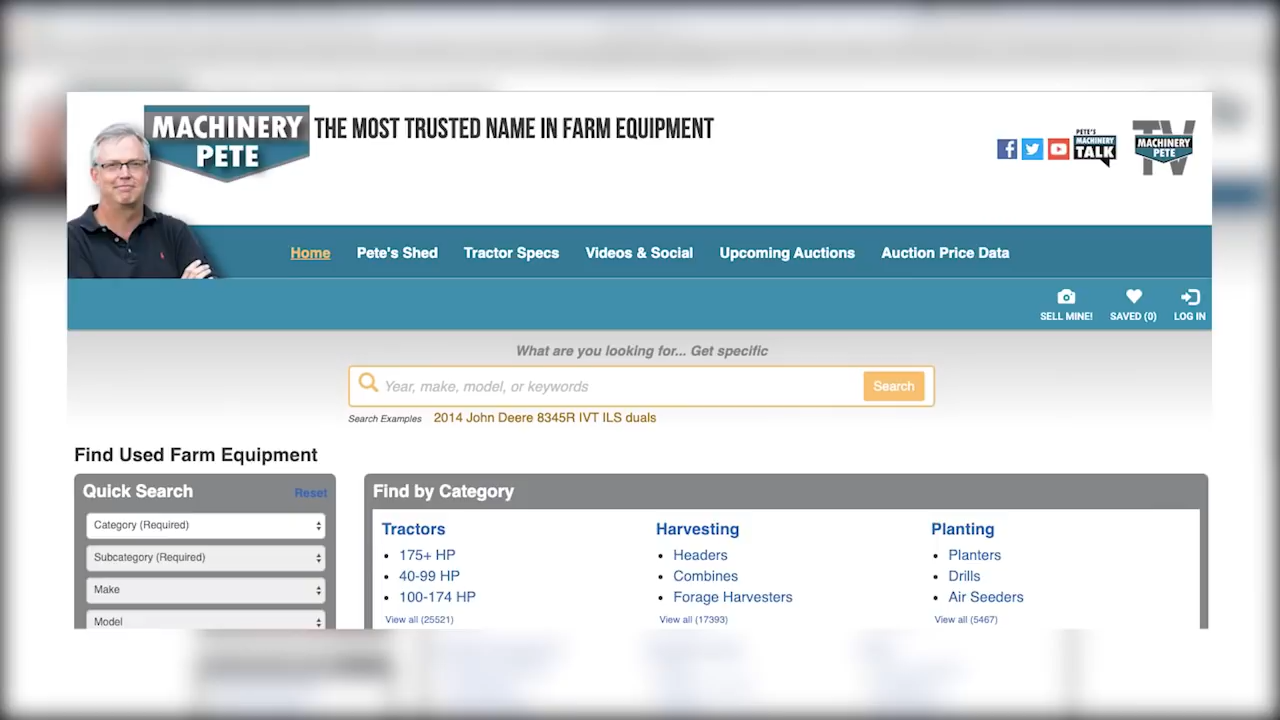 MACHINERY
PETE
THE MOST TRUSTED NAME IN FARM EQUIPMENT
PETE'S
MACHINERY
TALK
TV
MACHINERY
PETE
Home Pete's Shed Tractor Specs Videos & Social Upcoming Auctions Auction Price Data
SELL MINE! SAVED (0) LOG IN
What are you looking for... Get specific
Year, make, model, or keywords Search
Search Examples 2014 John Deere 8345R IVT ILS duals
Find Used Farm Equipment
Quick Search Reset
Category (Required)
Subcategory (Required)
Make
Model
Find by Category
Tractors
175+ HP
40-99 HP
100-174 HP
View all (25521)
Harvesting
Headers
Combines
Forage Harvesters
View all (17393)
Planting
Planters
Drills
Air Seeders
View all (5467)